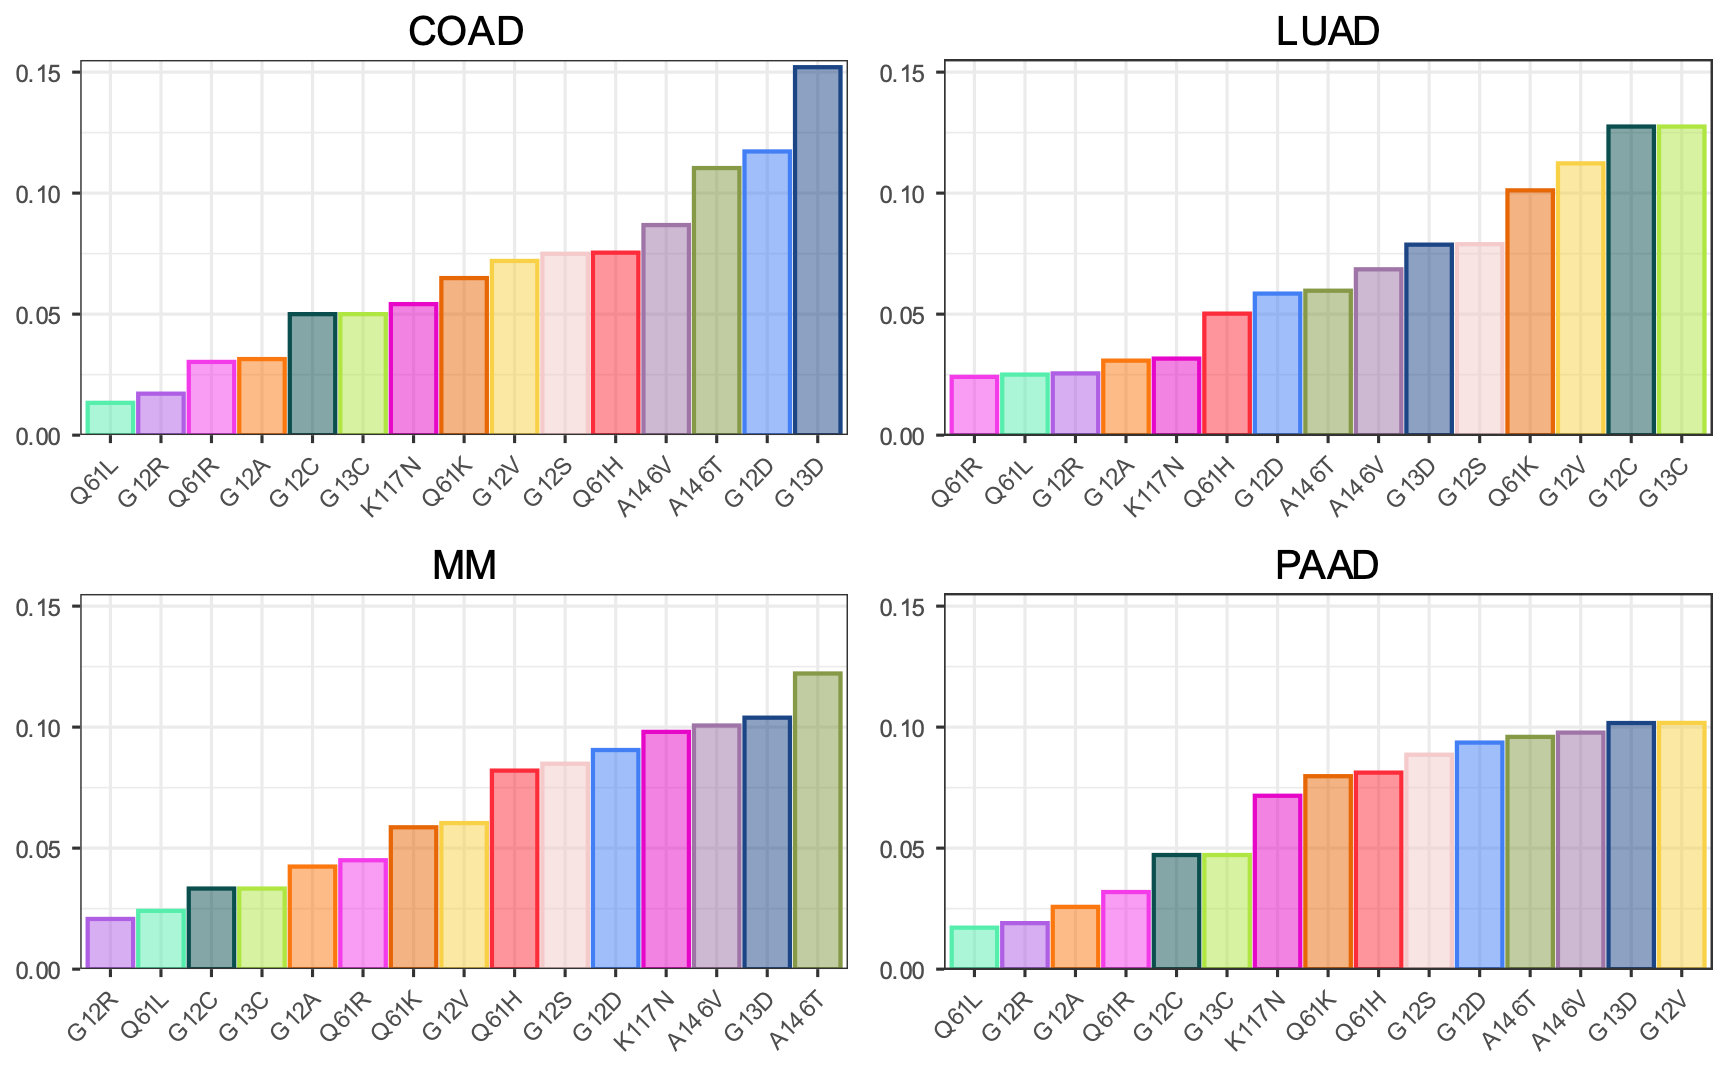 COAD
0.15
0.10
0.05
0.00
Q61L G12R Q61R G12A G12C G13C K117N Q61K G12V G12S Q61H A146V A146T G12D G13D
LUAD
0.15
0.10
0.05
0.00
Q61R Q61L G12R G12A K117N Q61H G12D A146T A146V G13D G12S Q61K G12V G12C G13C
MM
0.15
0.10
0.05
0.00
G12R Q61L G12C G13C G12A Q61R Q61K G12V Q61H G12S G12D K117N A146V G13D A146T
PAAD
0.15
0.10
0.05
0.00
Q61L G12R G12A Q61R G12C G13C K117N Q61K Q61H G12S G12D A146T A146V G13D G12V